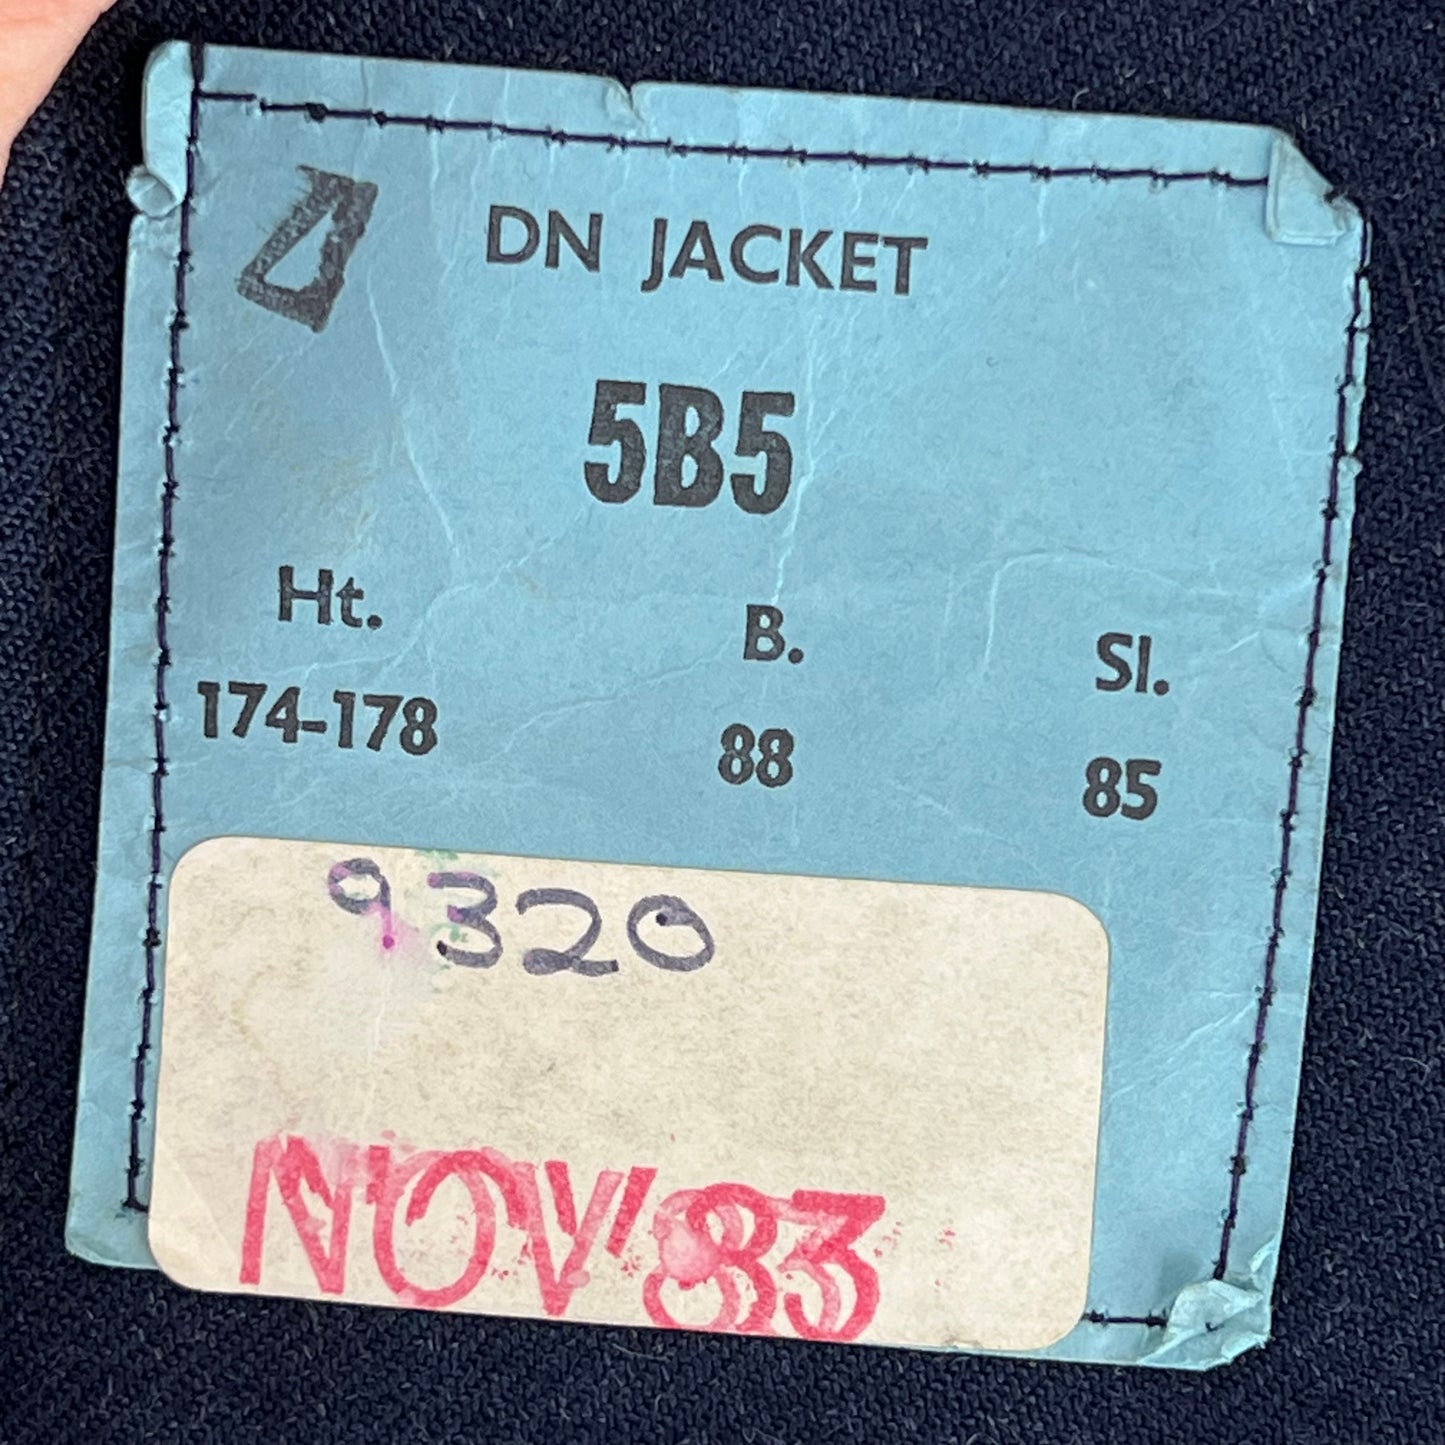 DN JACKET
5B5
Ht. B. Sl.
174-178 88 85
9320
NOV 83